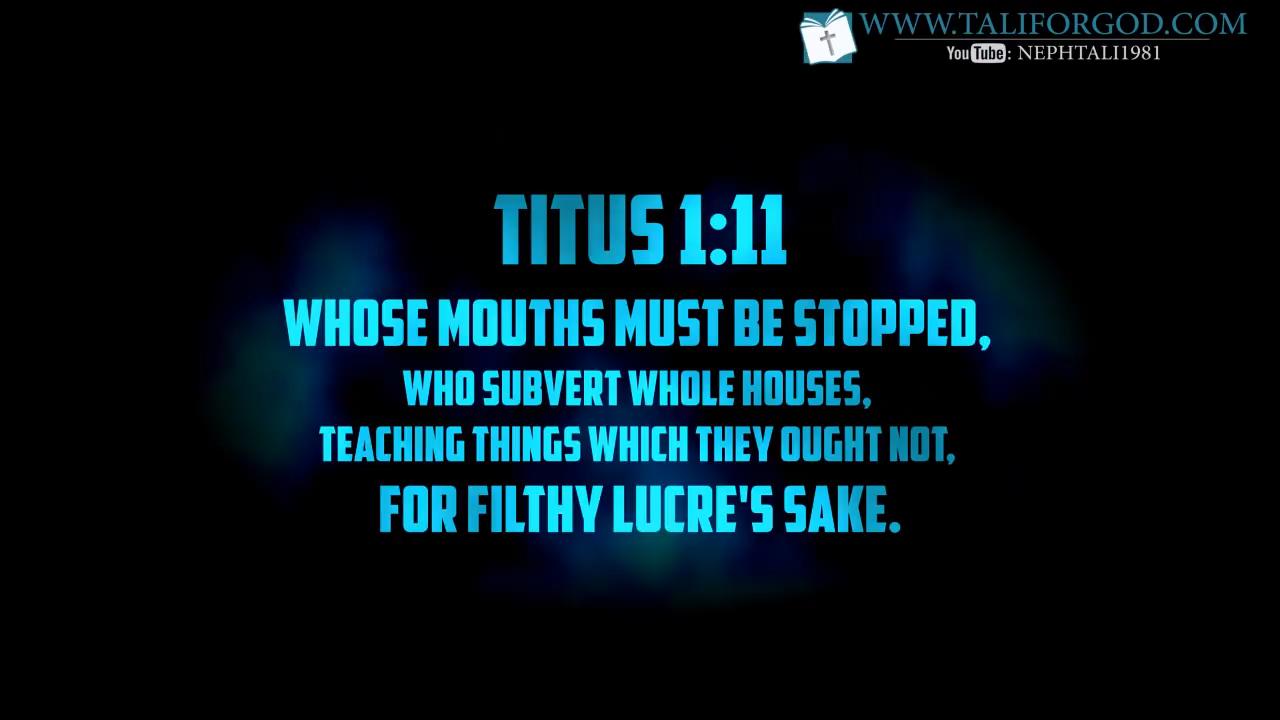 WWW.TALIFORGOD.COM
YouTube: NEPHTALI1981
TITUS 1:11
WHOSE MOUTHS MUST BE STOPPED,
WHO SUBVERT WHOLE HOUSES,
TEACHING THINGS WHICH THEY OUGHT NOT,
FOR FILTHY LUCRE'S SAKE.